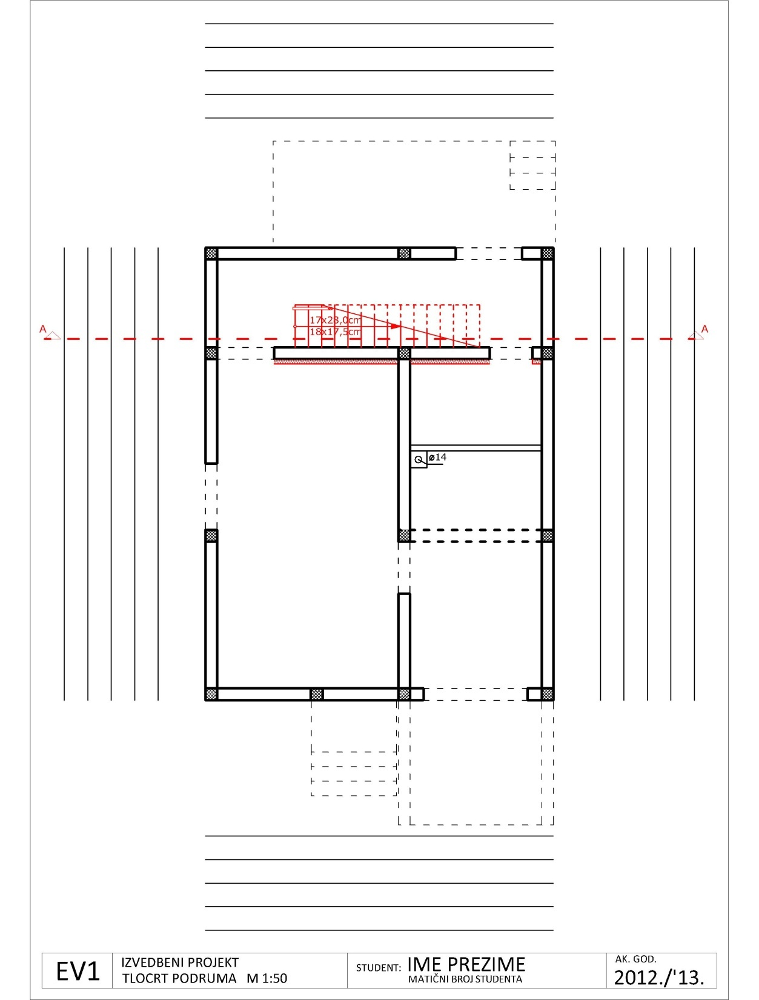 17x28,0cm
18x17,5cm
A
A
ø14
EV1
IZVEDBENI PROJEKT
TLOCRT PODRUMA M 1:50
STUDENT: IME PREZIME
MATIČNI BROJ STUDENTA
AK. GOD.
2012./'13.